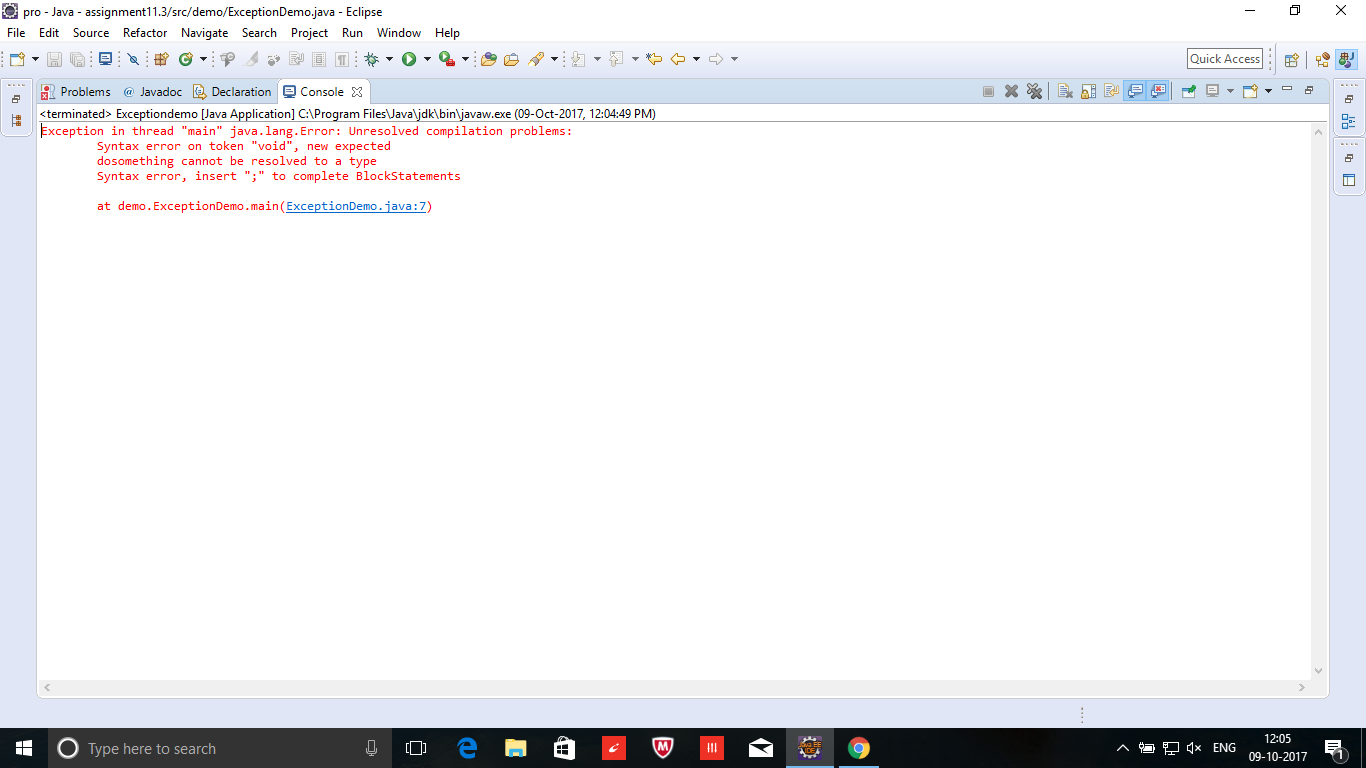 pro - Java - assignment11.3/src/demo/ExceptionDemo.java - Eclipse
File Edit Source Refactor Navigate Search Project Run Window Help
Quick Access
Problems @ Javadoc Declaration Console
<terminated> Exceptiondemo [Java Application] C:\Program Files\Java\jdk\bin\javaw.exe (09-Oct-2017, 12:04:49 PM)
Exception in thread "main" java.lang.Error: Unresolved compilation problems:
Syntax error on token "void", new expected
dosomething cannot be resolved to a type
Syntax error, insert ";" to complete BlockStatements
at demo.ExceptionDemo.main(ExceptionDemo.java:7)
Type here to search
ENG
12:05
09-10-2017
1